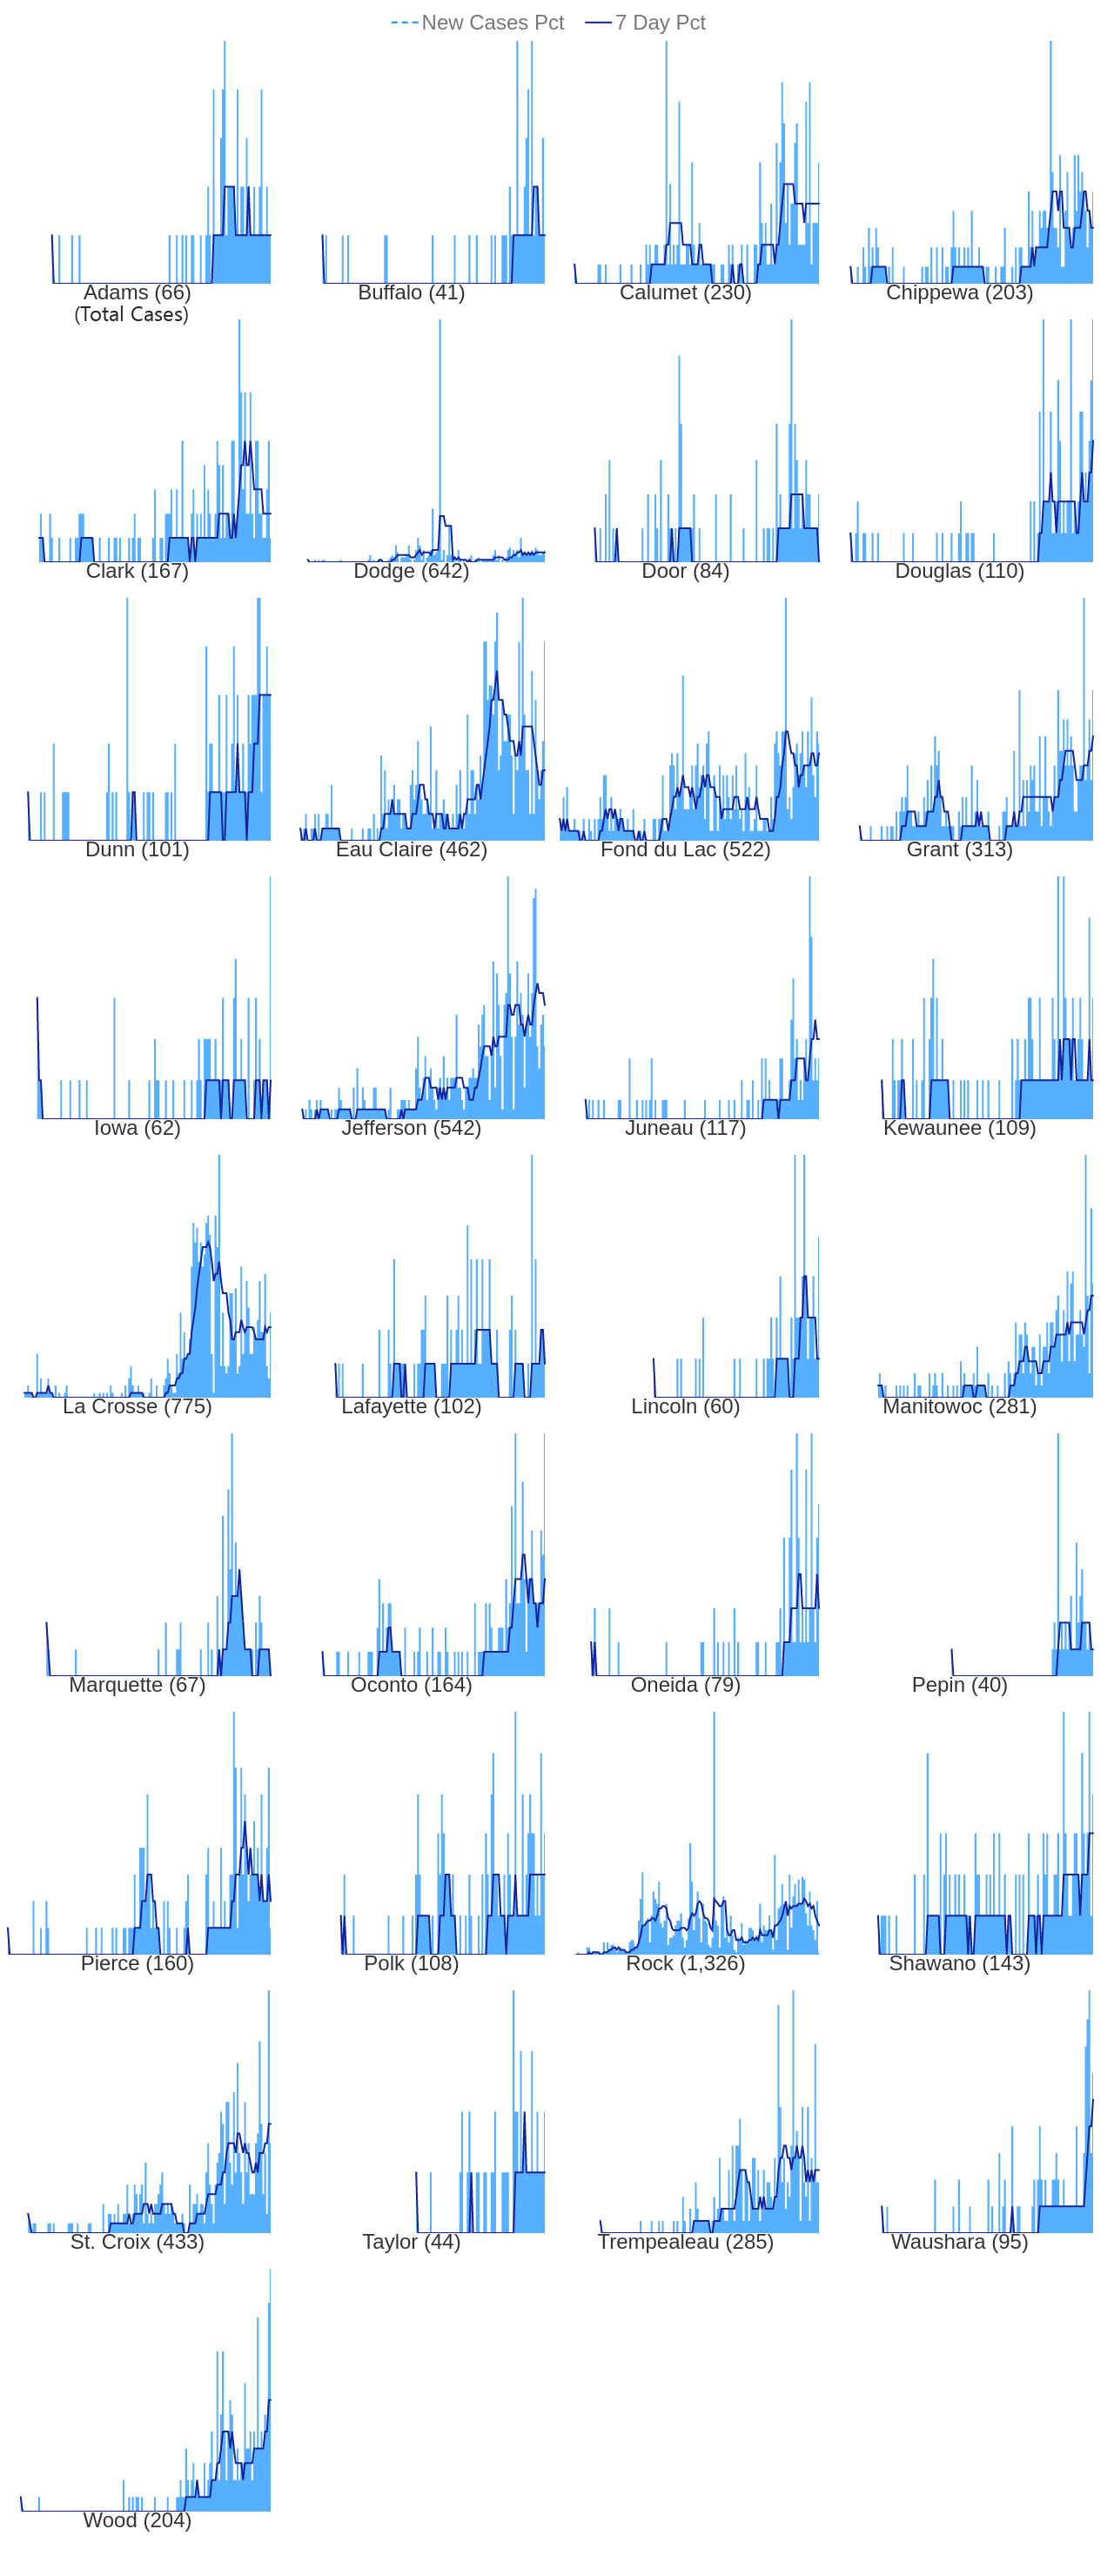 New Cases Pct 7 Day Pct
Adams (66) Buffalo (41) Calumet (230) Chippewa (203)
(Total Cases)
Clark (167) Dodge (642) Door (84) Douglas (110)
Dunn (101) Eau Claire (462) Fond du Lac (522) Grant (313)
Iowa (62) Jefferson (542) Juneau (117) Kewaunee (109)
La Crosse (775) Lafayette (102) Lincoln (60) Manitowoc (281)
Marquette (67) Oconto (164) Oneida (79) Pepin (40)
Pierce (160) Polk (108) Rock (1,326) Shawano (143)
St. Croix (433) Taylor (44) Trempealeau (285) Waushara (95)
Wood (204)